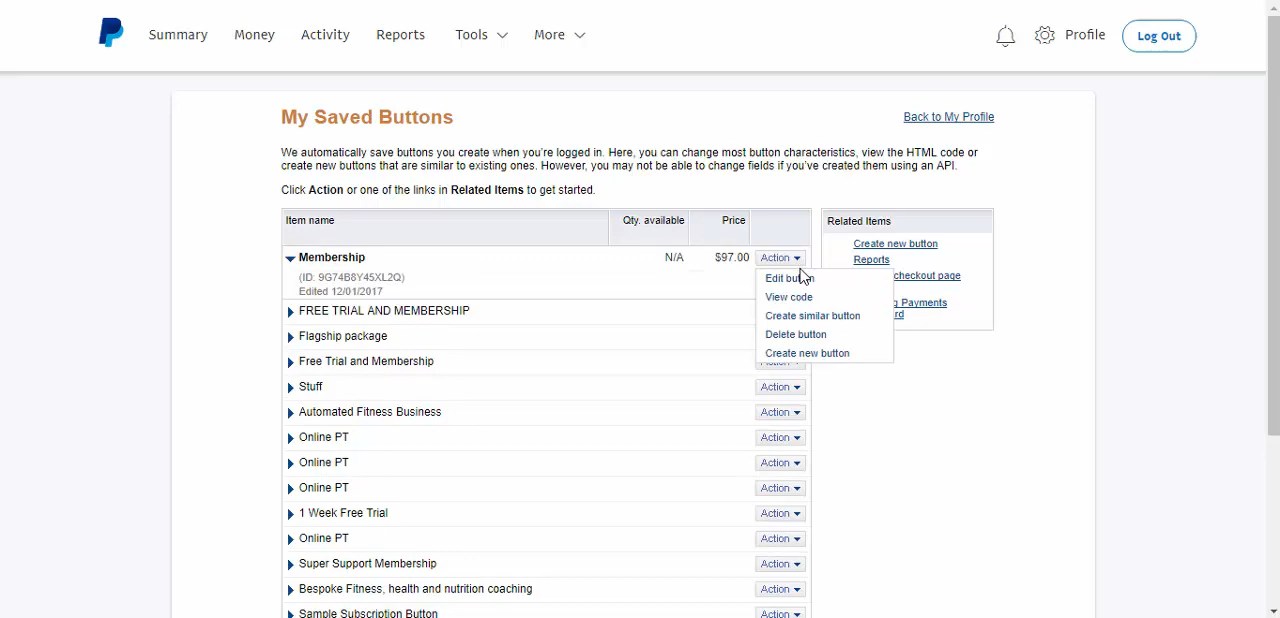 Summary Money Activity Reports Tools More Profile Log Out
My Saved Buttons Back to My Profile
We automatically save buttons you create when you're logged in. Here, you can change most button characteristics, view the HTML code or
create new buttons that are similar to existing ones. However, you may not be able to change fields if you've created them using an API.
Click Action or one of the links in Related Items to get started.
Item name Qty. available Price
Membership N/A $97.00 Action
(ID: 9G74B8Y45XL2Q)
Edited 12/01/2017
FREE TRIAL AND MEMBERSHIP
Flagship package
Free Trial and Membership
Stuff Action
Automated Fitness Business Action
Online PT Action
Online PT Action
Online PT Action
1 Week Free Trial Action
Online PT Action
Super Support Membership Action
Bespoke Fitness, health and nutrition coaching Action
Sample Subscription Button Action
Edit button
View code
Create similar button
Delete button
Create new button
Related Items
Create new button
Reports
checkout page
Payments